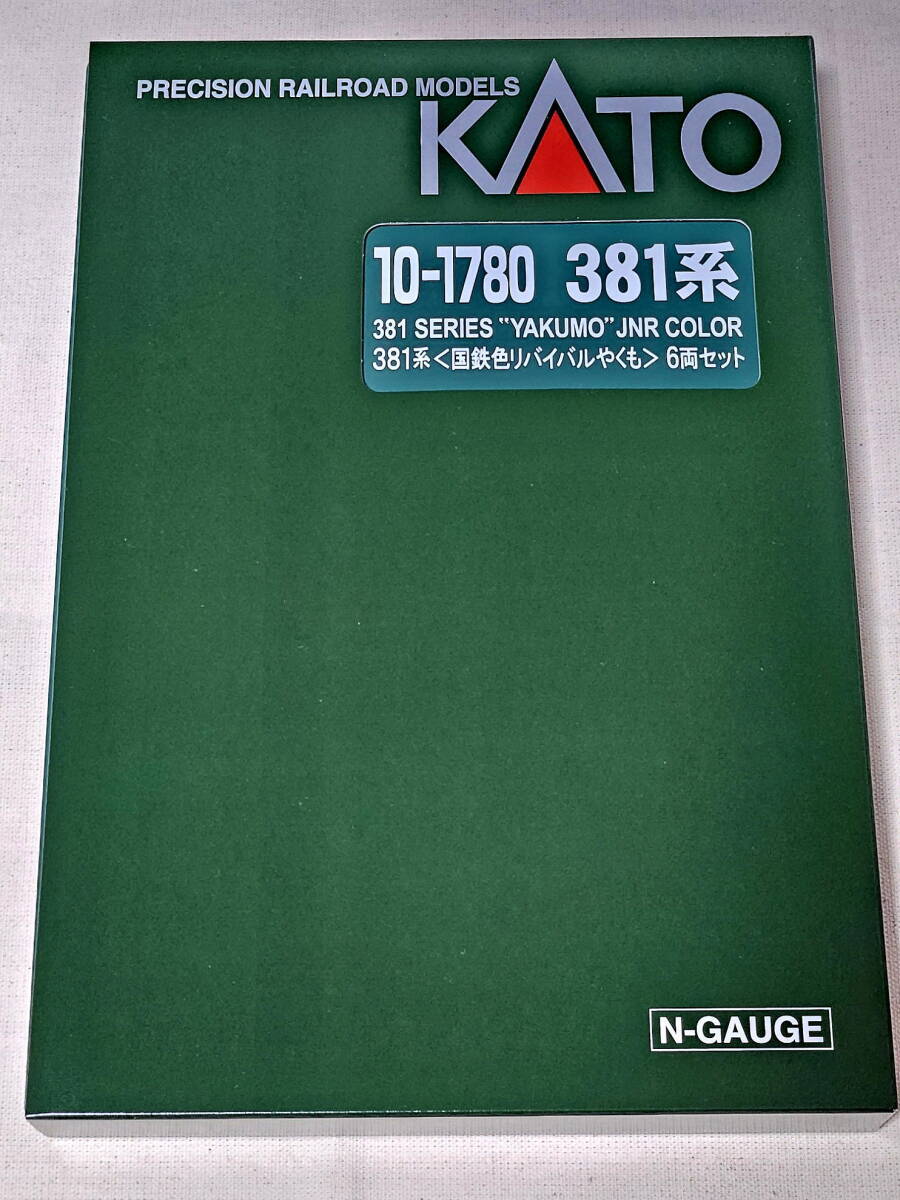 PRECISION RAILROAD MODELS
KATO
10-1780 381系
381 SERIES "YAKUMO" JNR COLOR
381系<国鉄色リバイバルやくも> 6両セット
N-GAUGE